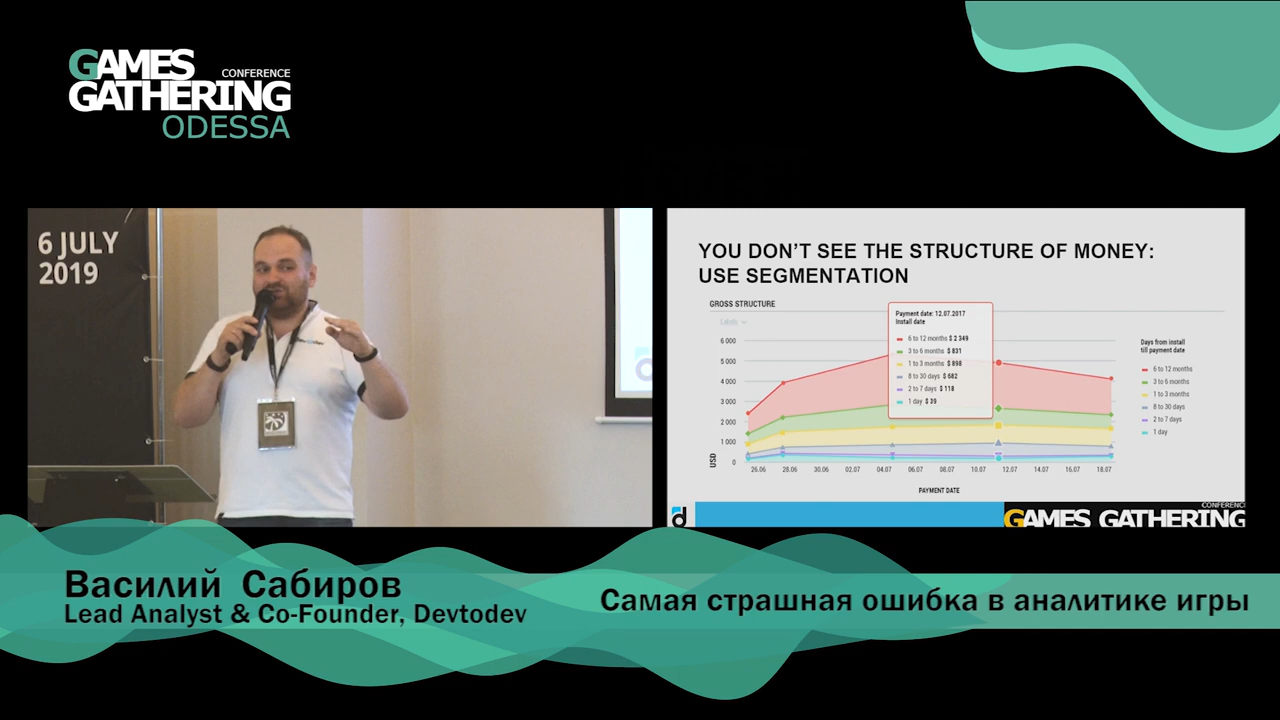 GAMES
CONFERENCE
GATHERING
ODESSA
6 JULY
2019
YOU DON'T SEE THE STRUCTURE OF MONEY:
USE SEGMENTATION
GROSS STRUCTURE
Labels
Payment date: 12.07.2017
Install date
6 to 12 months $ 2 349
3 to 6 months $ 831
1 to 3 months $ 898
8 to 30 days $ 682
2 to 7 days $ 118
1 day $ 39
6 000
5 000
4 000
3 000
2 000
1 000
0
USD
26.06 28.06 30.06 02.07 04.07 06.07 08.07 10.07 12.07 14.07 16.07 18.07
PAYMENT DATE
Days from install
till payment date
6 to 12 months
3 to 6 months
1 to 3 months
8 to 30 days
2 to 7 days
1 day
d
CONFERENCE
GAMES GATHERING
Василий Сабиров
Lead Analyst & Co-Founder, Devtodev
Самая страшная ошибка в аналитике игры